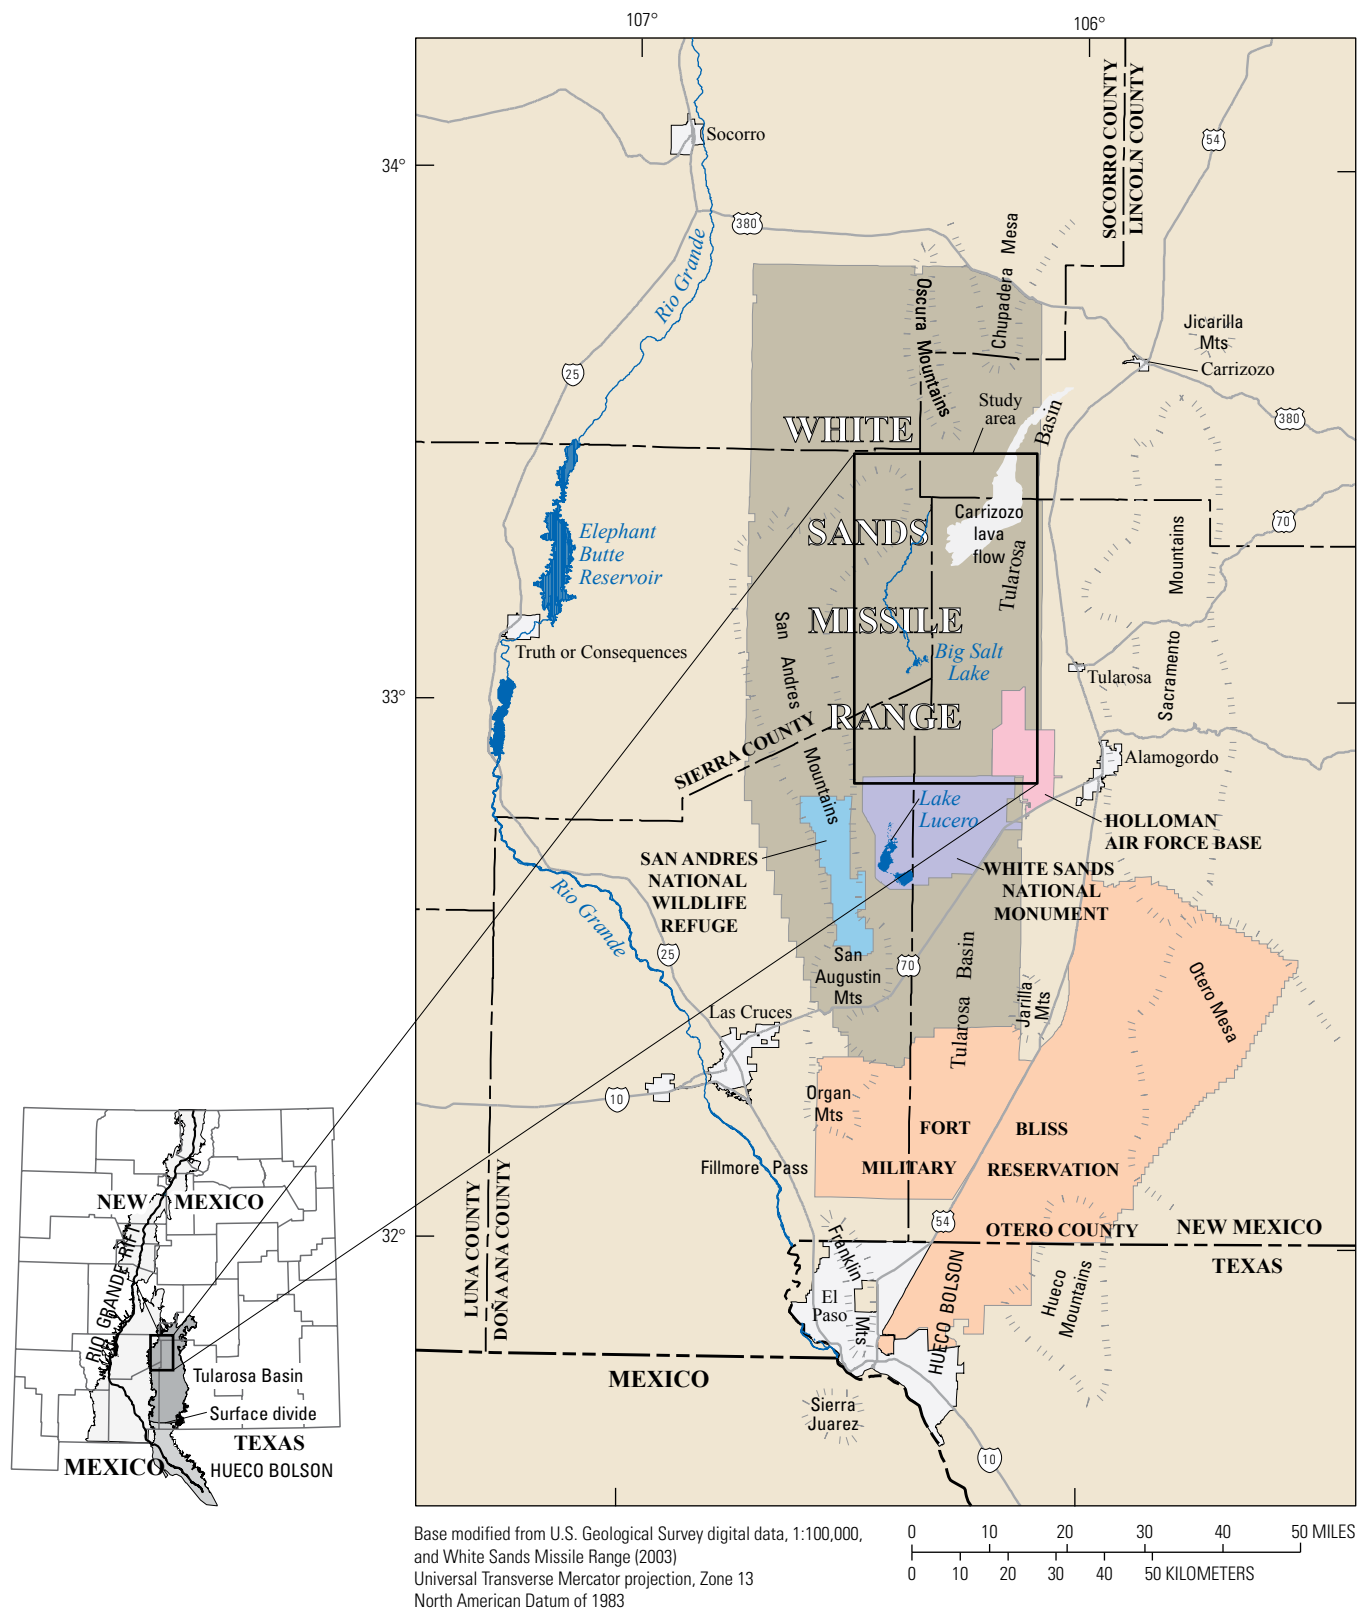 107°
106°
34°
33°
32°
Socorro
SOCORRO COUNTY
LINCOLN COUNTY
54
380
Rio Grande
25
Oscura Mountains
Chupadera Mesa
Jicarilla
Mts
Carrizozo
380
Study
area
Basin
WHITE
SANDS
MISSILE
RANGE
Carrizozo
lava
flow
Tularosa
70
Mountains
Sacramento
Elephant
Butte
Reservoir
Truth or Consequences
San Andres
Mountains
Big Salt
Lake
Tularosa
SIERRA COUNTY
Alamogordo
Lake
Lucero
HOLLOMAN
AIR FORCE BASE
SAN ANDRES
NATIONAL
WILDLIFE
REFUGE
WHITE SANDS
NATIONAL
MONUMENT
Rio Grande
25
San
Augustin
Mts
70
Tularosa Basin
Jarilla
Mts
Otero Mesa
Las Cruces
10
Organ
Mts
FORT BLISS
MILITARY RESERVATION
Fillmore Pass
LUNA COUNTY
DOÑA ANA COUNTY
54
OTERO COUNTY
NEW MEXICO
TEXAS
Franklin
Mts
El
Paso
HUECO BOLSON
Hueco
Mountains
MEXICO
Sierra
Juarez
10
NEW MEXICO
RIO GRANDE RIFT
Tularosa Basin
Surface divide
TEXAS
MEXICO
HUECO BOLSON
Base modified from U.S. Geological Survey digital data, 1:100,000,
and White Sands Missile Range (2003)
Universal Transverse Mercator projection, Zone 13
North American Datum of 1983
0 10 20 30 40 50 MILES
0 10 20 30 40 50 KILOMETERS